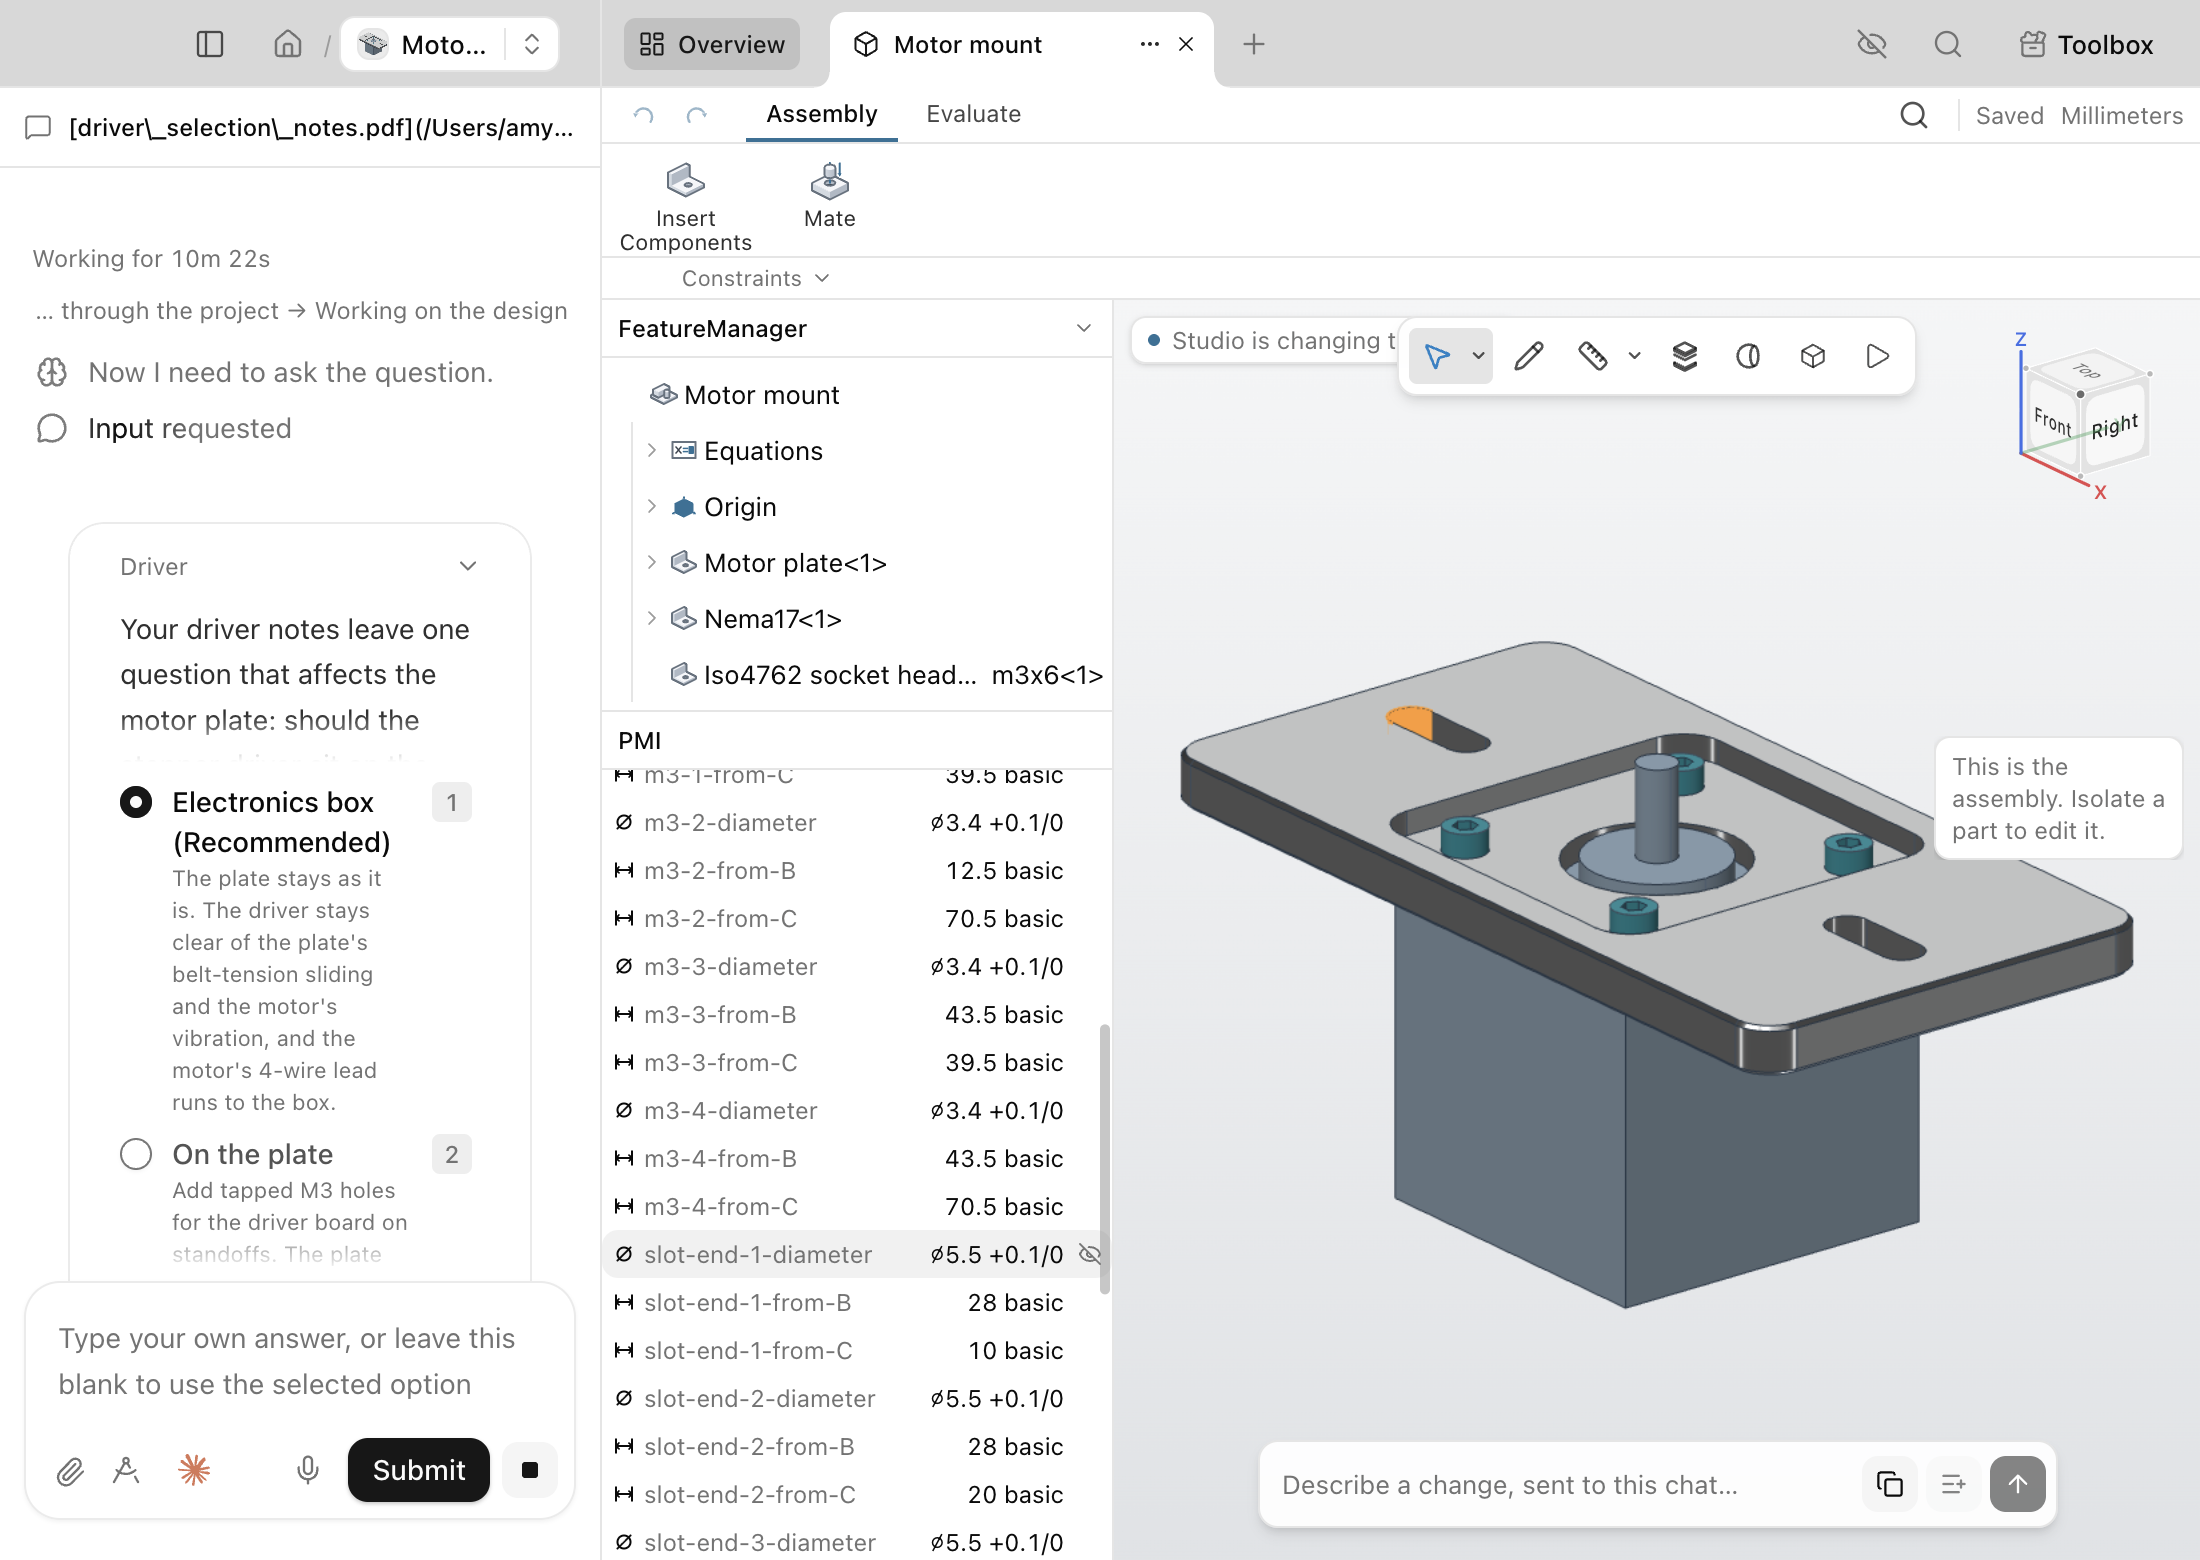 /
Moto...
Overview
Motor mount
Toolbox
[driver\_selection\_notes.pdf](/Users/amy...
Assembly
Evaluate
Saved
Millimeters
Insert
Components
Mate
Constraints
Working for 10m 22s
... through the project → Working on the design
Now I need to ask the question.
Input requested
Driver
Your driver notes leave one
question that affects the
motor plate: should the
Electronics box
(Recommended)
1
The plate stays as it
is. The driver stays
clear of the plate's
belt-tension sliding
and the motor's
vibration, and the
motor's 4-wire lead
runs to the box.
On the plate
2
Add tapped M3 holes
for the driver board on
standoffs. The plate
Type your own answer, or leave this
blank to use the selected option
Submit
FeatureManager
Motor mount
Equations
Origin
Motor plate<1>
Nema17<1>
Iso4762 socket head... m3x6<1>
PMI
m3-1-from-C 39.5 basic
m3-2-diameter ⌀3.4 +0.1/0
m3-2-from-B 12.5 basic
m3-2-from-C 70.5 basic
m3-3-diameter ⌀3.4 +0.1/0
m3-3-from-B 43.5 basic
m3-3-from-C 39.5 basic
m3-4-diameter ⌀3.4 +0.1/0
m3-4-from-B 43.5 basic
m3-4-from-C 70.5 basic
slot-end-1-diameter ⌀5.5 +0.1/0
slot-end-1-from-B 28 basic
slot-end-1-from-C 10 basic
slot-end-2-diameter ⌀5.5 +0.1/0
slot-end-2-from-B 28 basic
slot-end-2-from-C 20 basic
slot-end-3-diameter ⌀5.5 +0.1/0
Studio is changing t
Z
Top
Front
Right
X
This is the
assembly. Isolate a
part to edit it.
Describe a change, sent to this chat...